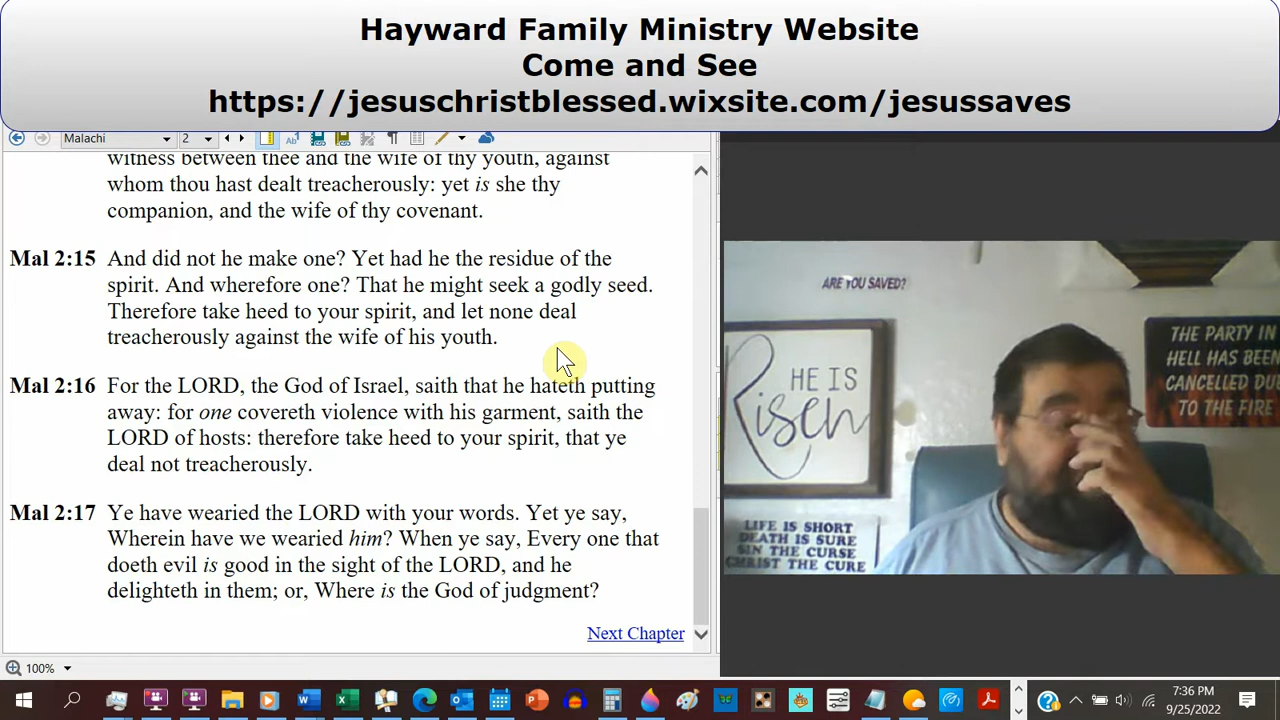 Hayward Family Ministry Website
Come and See
https://jesuschristblessed.wixsite.com/jesussaves
Malachi 2
witness between thee and the wife of thy youth, against
whom thou hast dealt treacherously: yet is she thy
companion, and the wife of thy covenant.
Mal 2:15 And did not he make one? Yet had he the residue of the
spirit. And wherefore one? That he might seek a godly seed.
Therefore take heed to your spirit, and let none deal
treacherously against the wife of his youth.
Mal 2:16 For the LORD, the God of Israel, saith that he hateth putting
away: for one covereth violence with his garment, saith the
LORD of hosts: therefore take heed to your spirit, that ye
deal not treacherously.
Mal 2:17 Ye have wearied the LORD with your words. Yet ye say,
Wherein have we wearied him? When ye say, Every one that
doeth evil is good in the sight of the LORD, and he
delighteth in them; or, Where is the God of judgment?
Next Chapter
100%
ARE YOU SAVED?
HE IS
Risen
THE PARTY IN
HELL HAS BEEN
CANCELLED DUE
TO THE FIRE
LIFE IS SHORT
DEATH IS SURE
SIN THE CURSE
CHRIST THE CURE
7:36 PM
9/25/2022